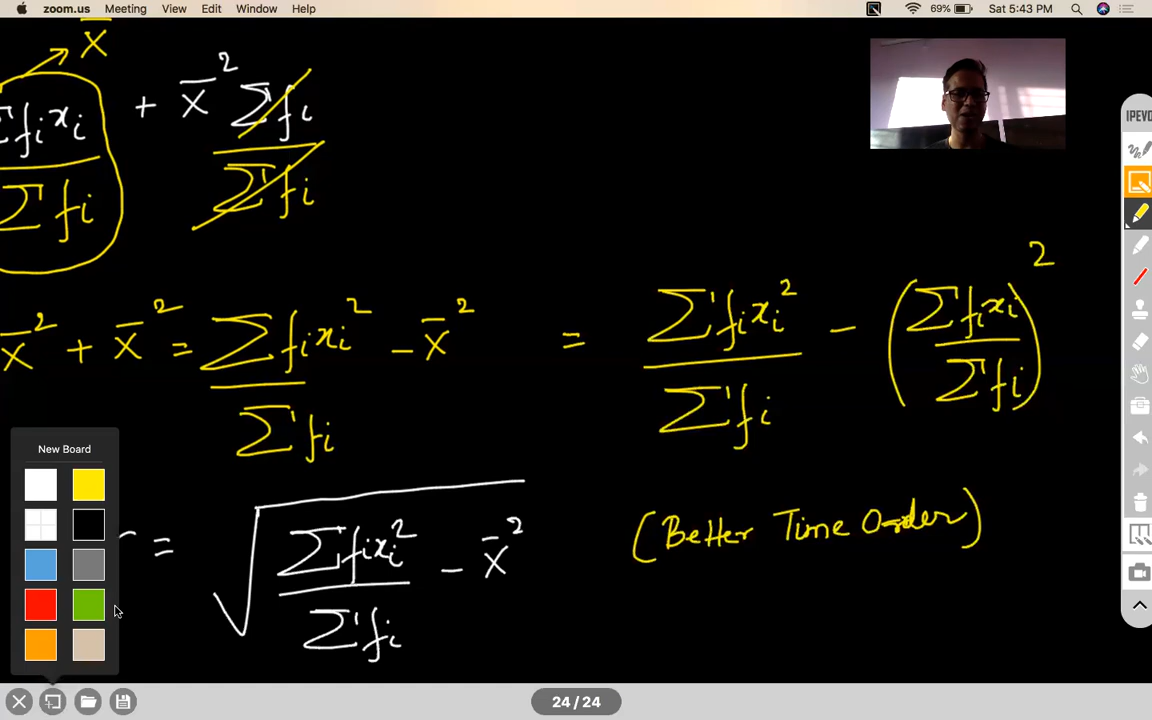 zoom.us Meeting View Edit Window Help 69% Sat 5:43 PM
x̄
Σfixi / Σfi + x̄² Σfi / Σfi
IPEVO
x̄² + x̄² = Σfixi² / Σfi - x̄² = Σfixi² / Σfi - (Σfixi / Σfi)²
New Board
= √(Σfixi² / Σfi - x̄²) (Better Time Order)
24/24